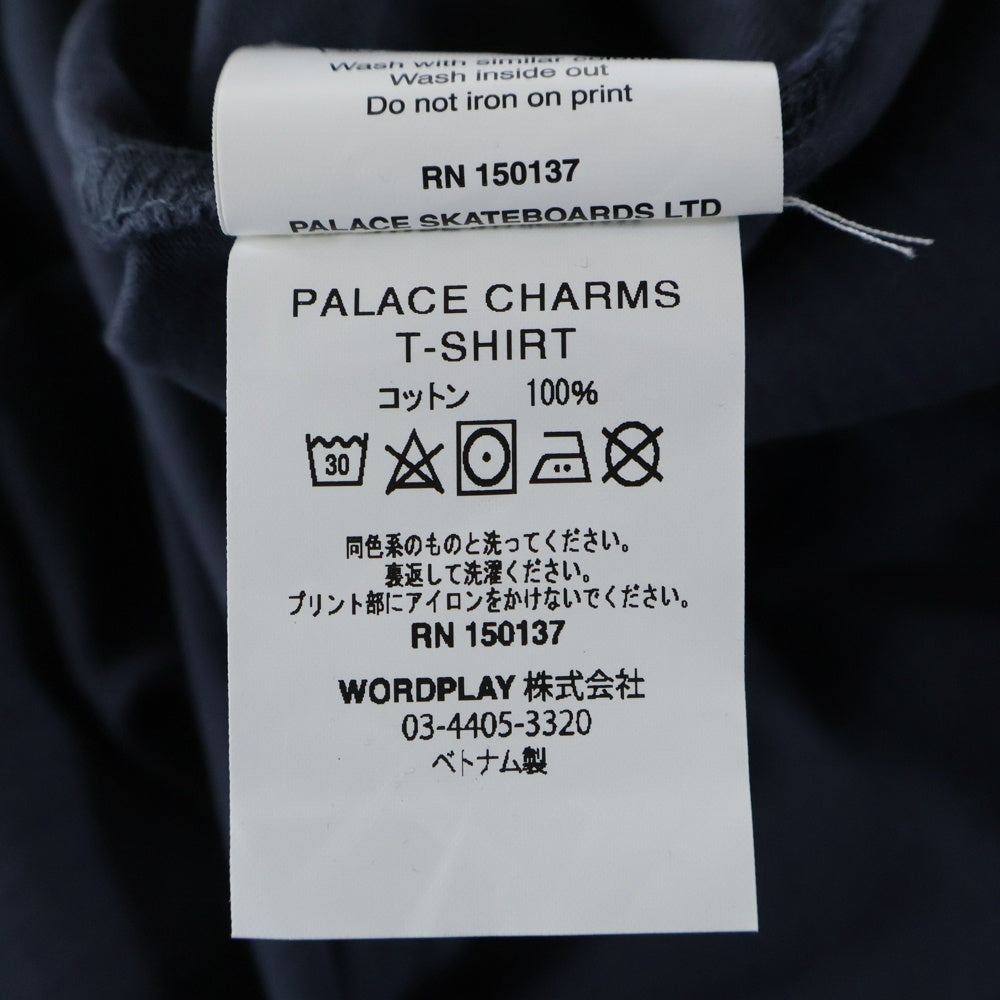 Wash with similar colours
Wash inside out
Do not iron on print
RN 150137
PALACE SKATEBOARDS LTD
PALACE CHARMS
T-SHIRT
コットン 100%
30
同色系のものと洗ってください。
裏返して洗濯ください。
プリント部にアイロンをかけないでください。
RN 150137
WORDPLAY 株式会社
03-4405-3320
ベトナム製